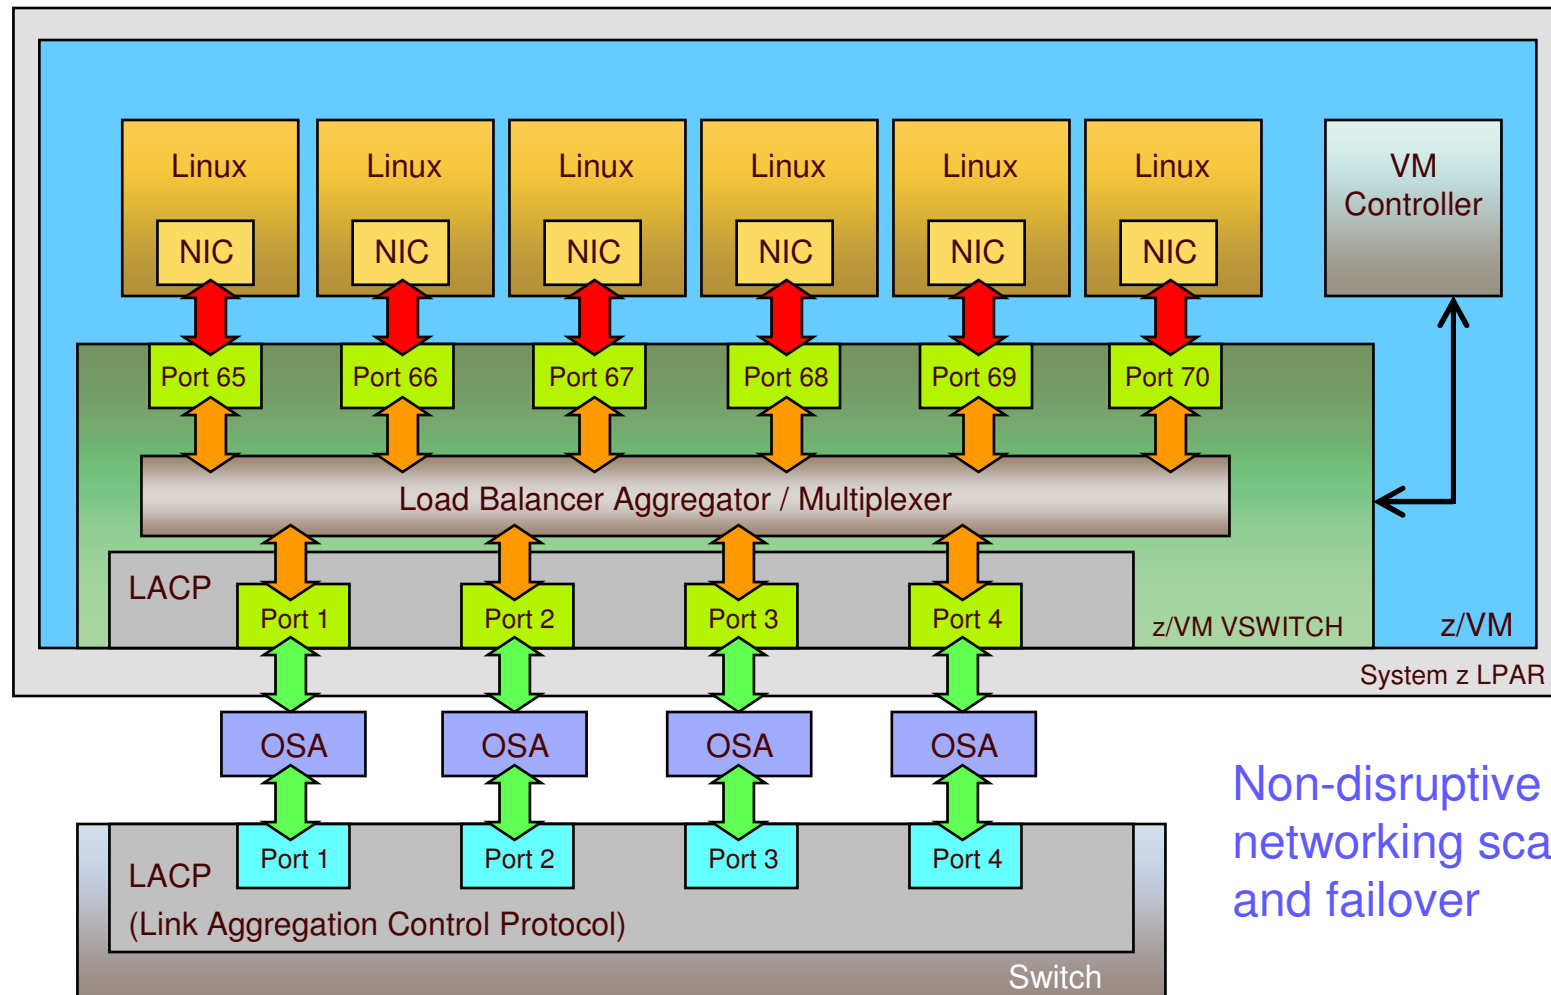 Linux
Linux
Linux
Linux
Linux
Linux
VM
Controller
NIC
NIC
NIC
NIC
NIC
NIC
Port 65
Port 66
Port 67
Port 68
Port 69
Port 70
Load Balancer Aggregator / Multiplexer
LACP
Port 1
Port 2
Port 3
Port 4
z/VM VSWITCH
z/VM
System z LPAR
OSA
OSA
OSA
OSA
Non-disruptive
networking sca
and failover
Port 1
Port 2
Port 3
Port 4
LACP
(Link Aggregation Control Protocol)
Switch